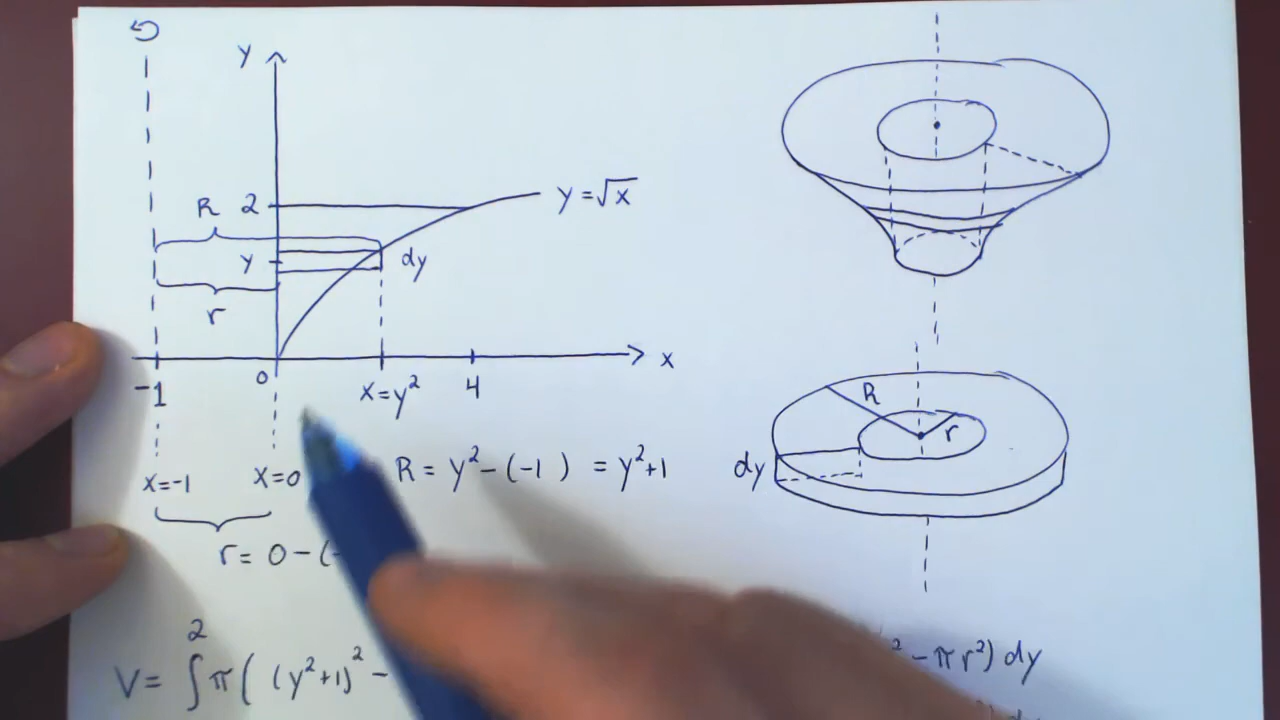 y
R
2
y = √x
y
dy
r
0
x
-1
x=y²
4
x=-1
x=0
R = y²-(-1) = y²+1
r = 0-(-
V = ∫ 2 π( (y²+1)² -
R
r
dy
² - πr²) dy